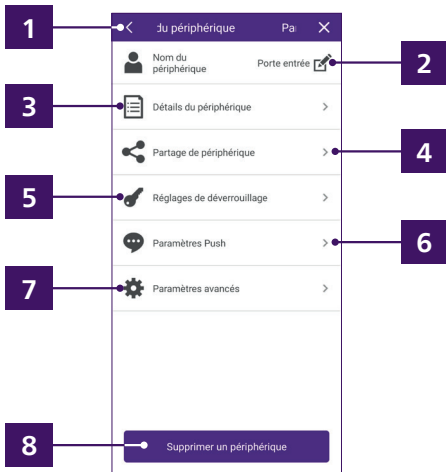 1
du périphérique Pa
2
Nom du
périphérique
Porte entrée
3
Détails du périphérique
4
Partage de périphérique
5
Réglages de déverrouillage
6
Paramètres Push
7
Paramètres avancés
8
Supprimer un périphérique